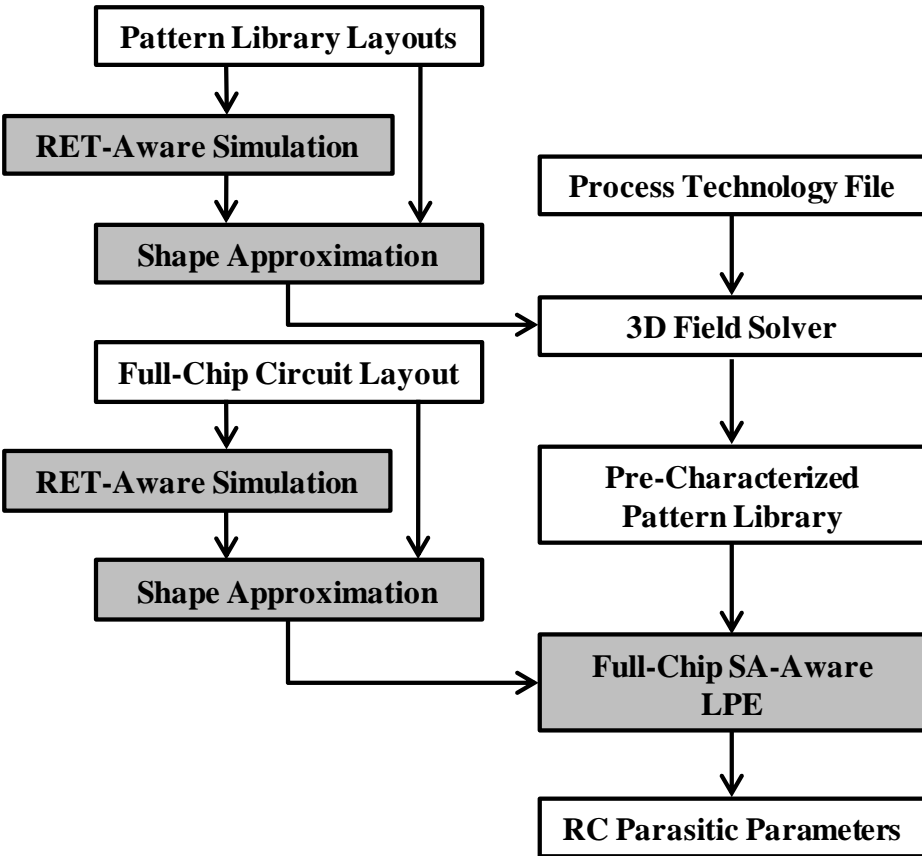 Pattern Library Layouts
RET-Aware Simulation
Shape Approximation
Process Technology File
3D Field Solver
Full-Chip Circuit Layout
RET-Aware Simulation
Shape Approximation
Pre-Characterized
Pattern Library
Full-Chip SA-Aware
LPE
RC Parasitic Parameters